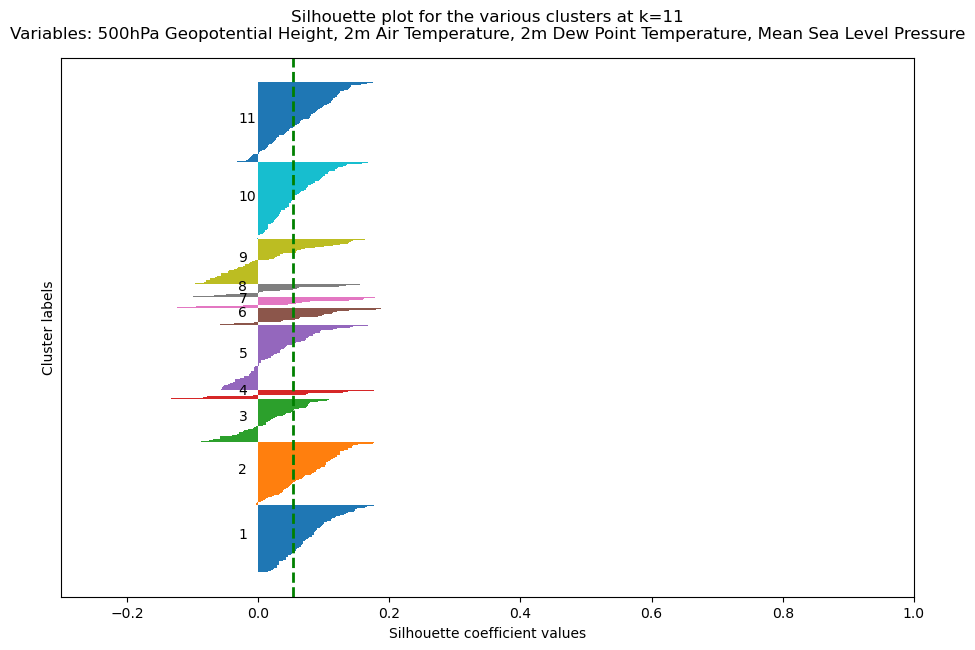 Silhouette plot for the various clusters at k=11
Variables: 500hPa Geopotential Height, 2m Air Temperature, 2m Dew Point Temperature, Mean Sea Level Pressure
11
10
9
8
7
6
5
4
3
2
1
Cluster labels
−0.2 0.0 0.2 0.4 0.6 0.8 1.0
Silhouette coefficient values